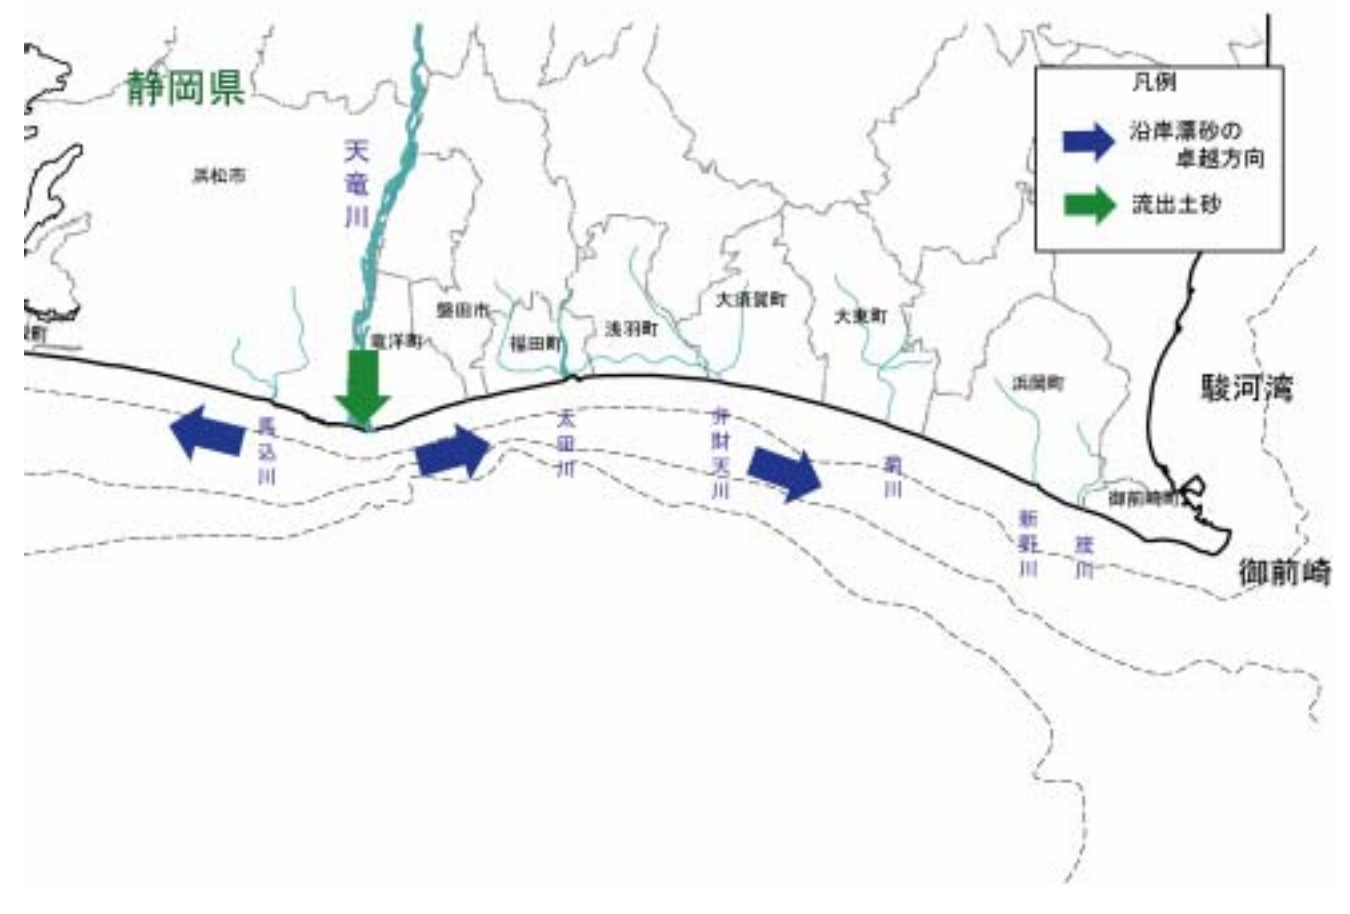 静岡県
天竜川
浜松市
凡例
沿岸漂砂の
卓越方向
流出土砂
磐田市
竜洋町
福田町
浅羽町
大須賀町
大東町
浜岡町
駿河湾
馬込川
太田川
弁財天川
菊川
御前崎町
新野川
筬川
御前崎